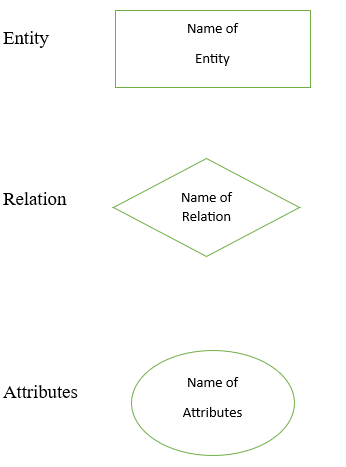 Entity
Name of
Entity
Relation
Name of
Relation
Attributes
Name of
Attributes